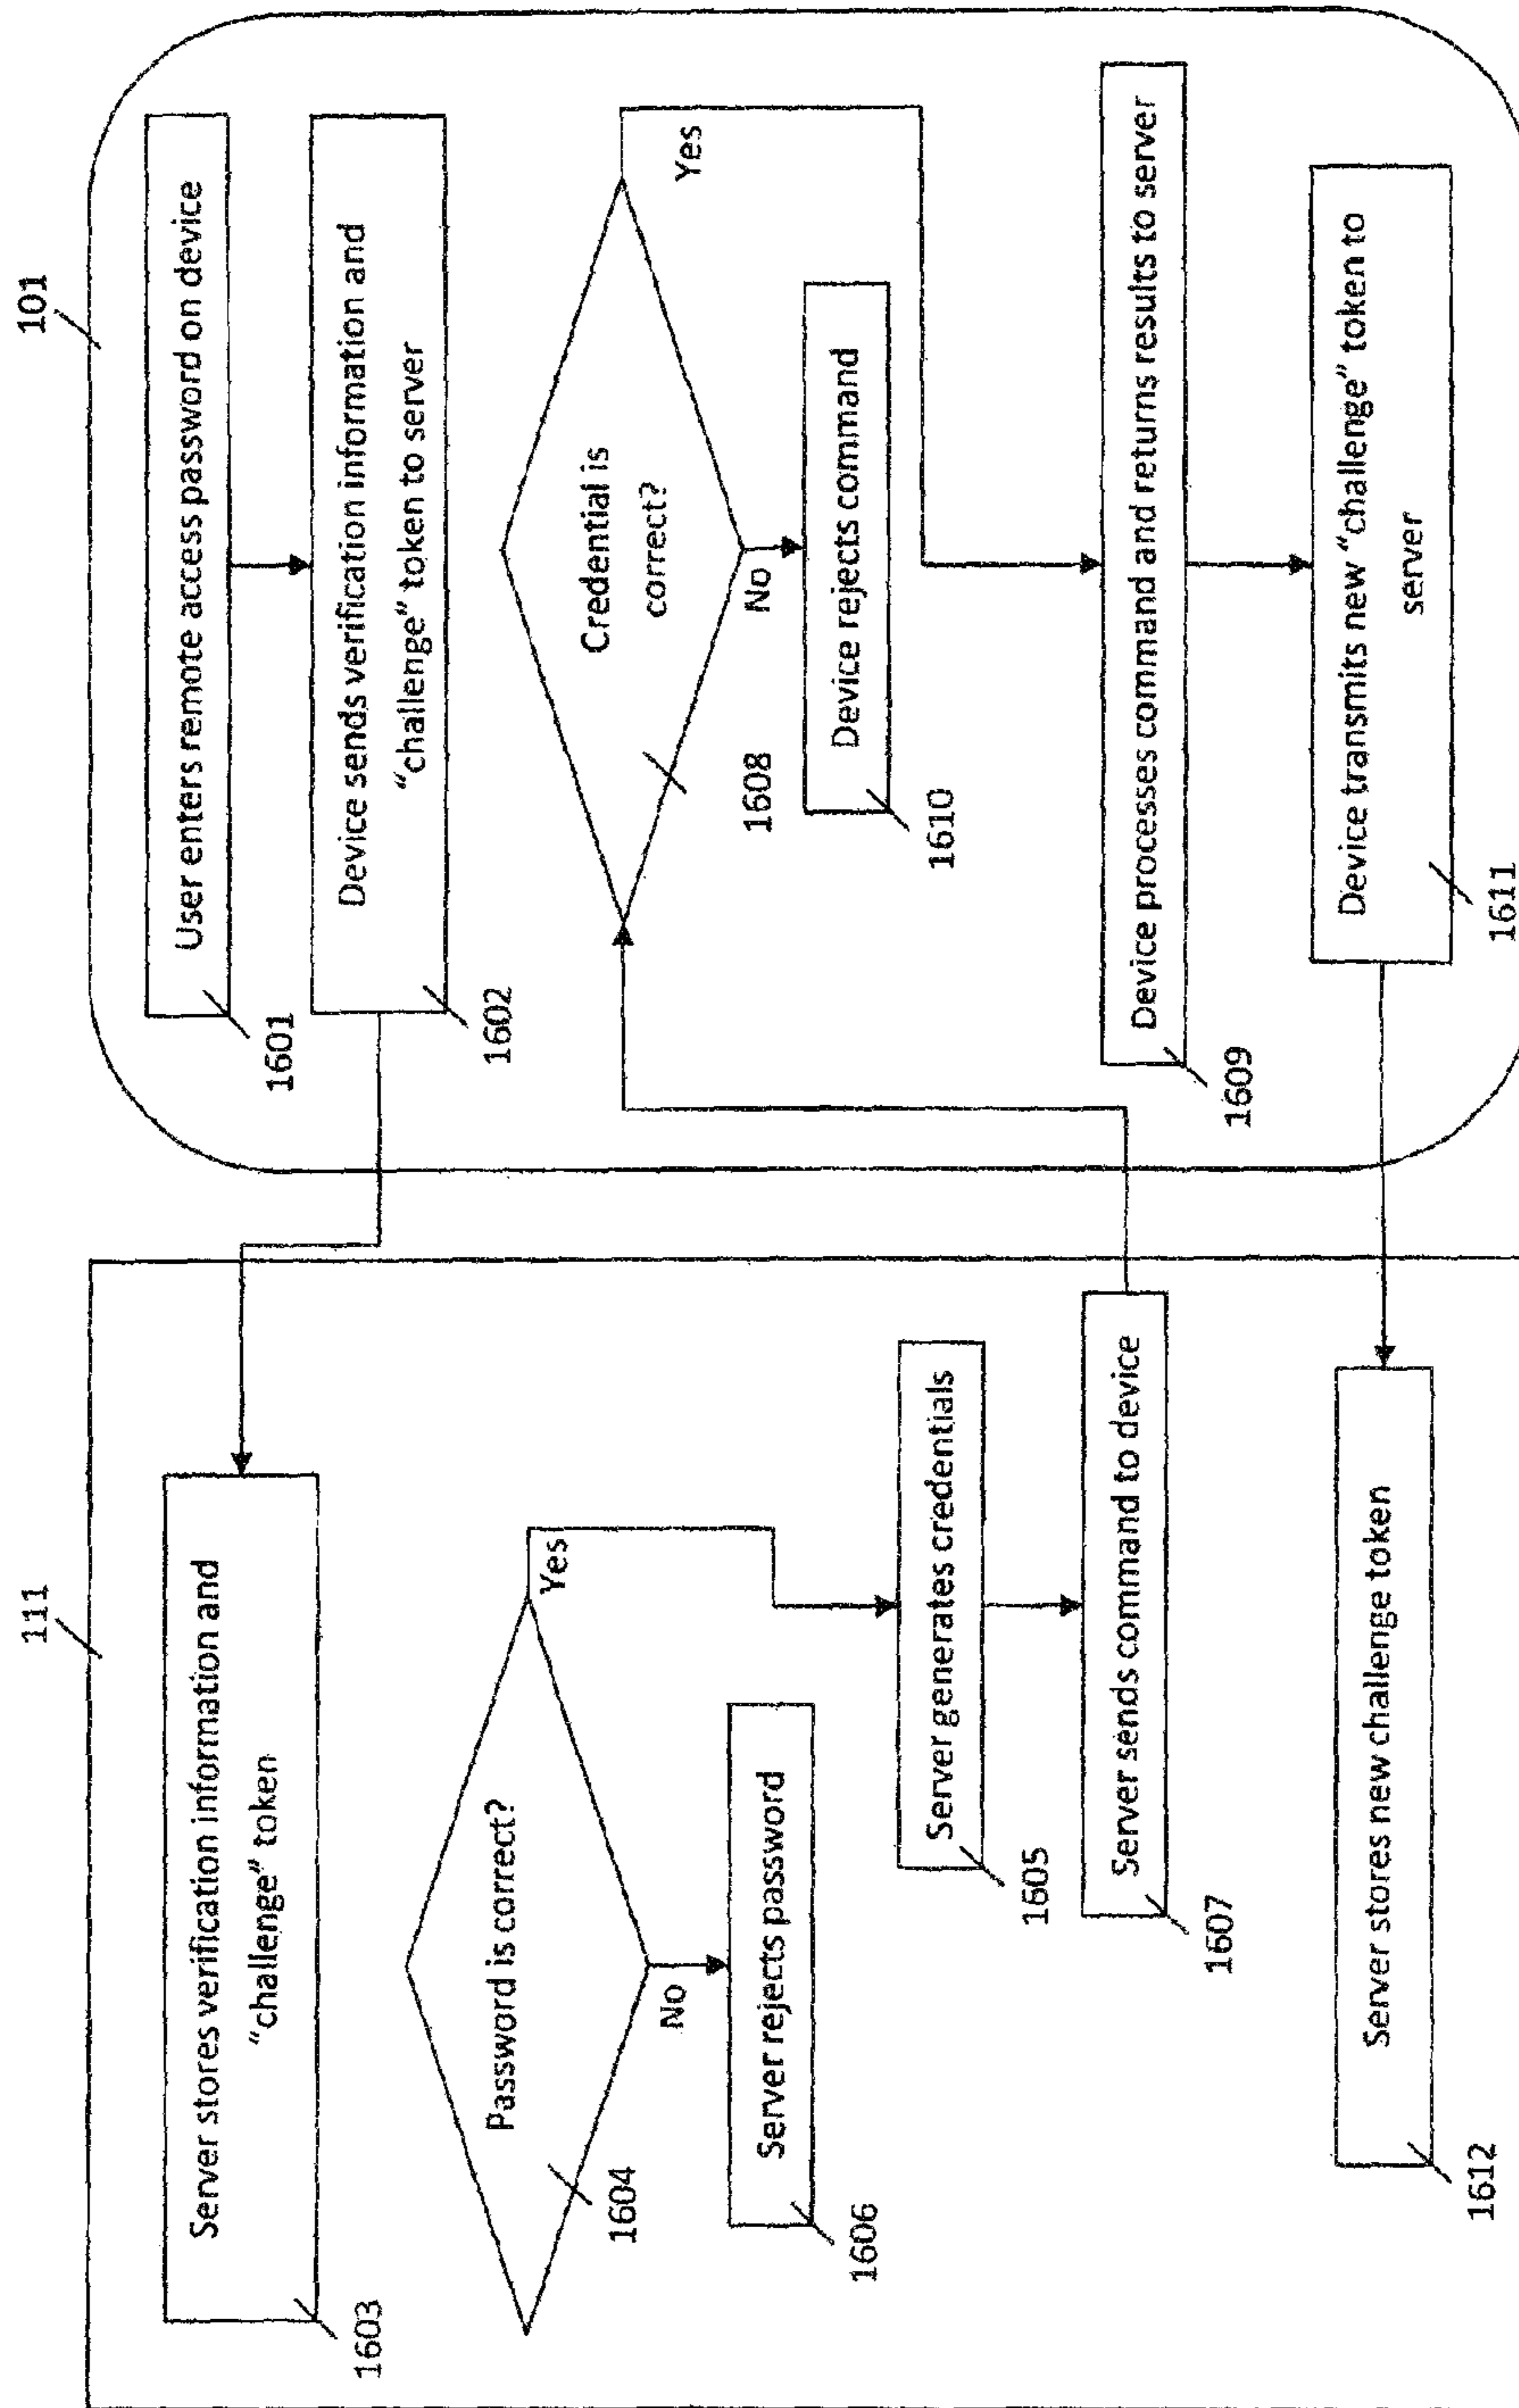 111
Server stores verification information and
“challenge” token
1603
Password is correct?
1604
Yes
No
Server rejects password
1606
Server generates credentials
1605
Server sends command to device
1607
Server stores new challenge token
1612
101
User enters remote access password on device
1601
Device sends verification information and
“challenge” token to server
1602
Credential is
correct?
1608
Yes
No
Device rejects command
1610
Device processes command and returns results to server
1609
Device transmits new “challenge” token to
server
1611